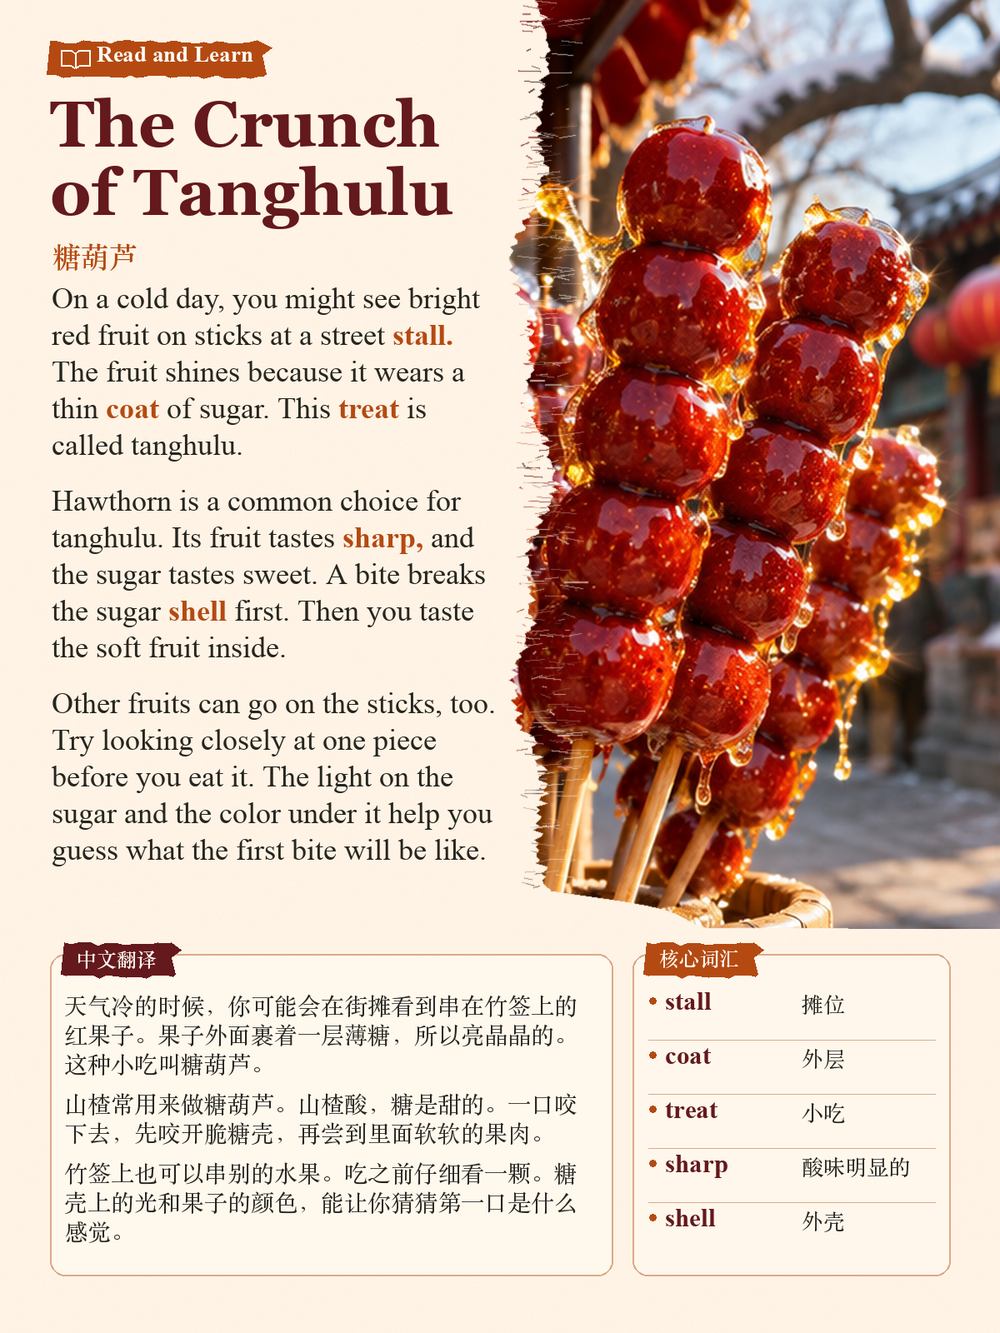 Read and Learn
The Crunch
of Tanghulu
糖葫芦
On a cold day, you might see bright
red fruit on sticks at a street stall.
The fruit shines because it wears a
thin coat of sugar. This treat is
called tanghulu.
Hawthorn is a common choice for
tanghulu. Its fruit tastes sharp, and
the sugar tastes sweet. A bite breaks
the sugar shell first. Then you taste
the soft fruit inside.
Other fruits can go on the sticks, too.
Try looking closely at one piece
before you eat it. The light on the
sugar and the color under it help you
guess what the first bite will be like.
中文翻译
天气冷的时候，你可能会在街摊看到串在竹签上的
红果子。果子外面裹着一层薄糖，所以亮晶晶的。
这种小吃叫糖葫芦。
山楂常用来做糖葫芦。山楂酸，糖是甜的。一口咬
下去，先咬开脆糖壳，再尝到里面软软的果肉。
竹签上也可以串别的水果。吃之前仔细看一颗。糖
壳上的光和果子的颜色，能让你猜猜第一口是什么
感觉。
核心词汇
stall 摊位
coat 外层
treat 小吃
sharp 酸味明显的
shell 外壳